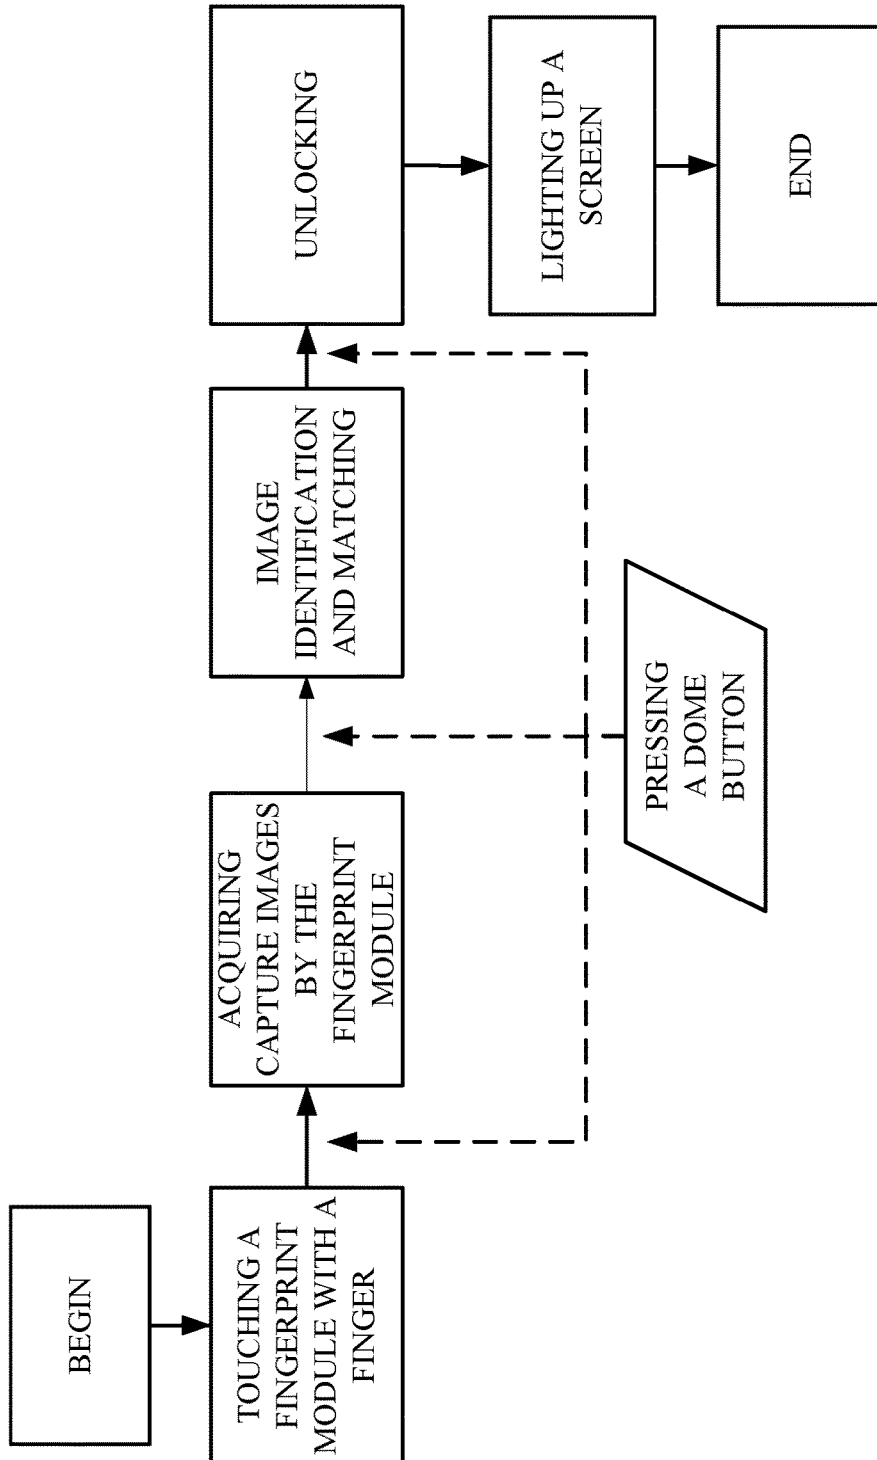 BEGIN
TOUCHING A
FINGERPRINT
MODULE WITH A
FINGER
ACQUIRING
CAPTURE IMAGES
BY THE
FINGERPRINT
MODULE
IMAGE
IDENTIFICATION
AND MATCHING
UNLOCKING
LIGHTING UP A
SCREEN
END
PRESSING
A DOME
BUTTON